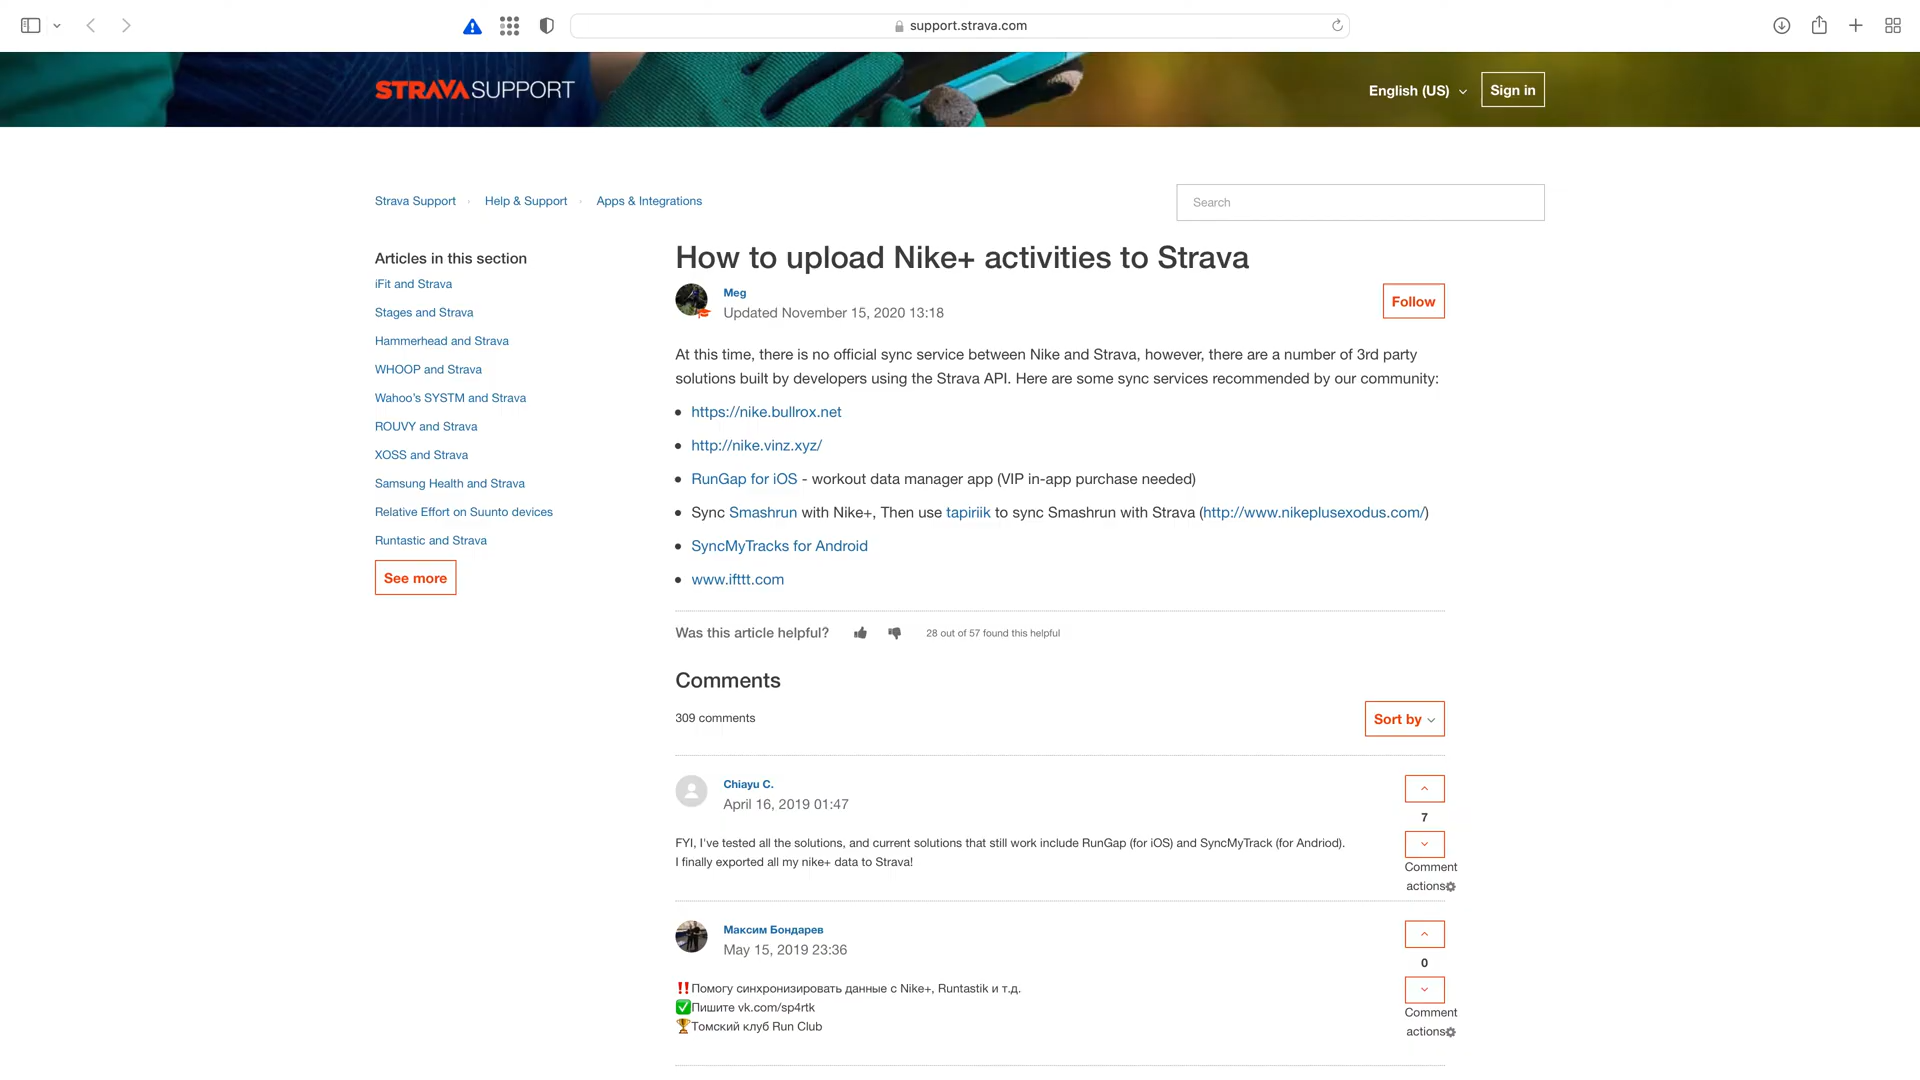 support.strava.com
STRAVASUPPORT
English (US)
Sign in
Strava Support
Help & Support
Apps & Integrations
Search
Articles in this section
iFit and Strava
Stages and Strava
Hammerhead and Strava
WHOOP and Strava
Wahoo’s SYSTM and Strava
ROUVY and Strava
XOSS and Strava
Samsung Health and Strava
Relative Effort on Suunto devices
Runtastic and Strava
See more
How to upload Nike+ activities to Strava
Meg
Updated November 15, 2020 13:18
Follow
At this time, there is no official sync service between Nike and Strava, however, there are a number of 3rd party
solutions built by developers using the Strava API. Here are some sync services recommended by our community:
https://nike.bullrox.net
http://nike.vinz.xyz/
RunGap for iOS - workout data manager app (VIP in-app purchase needed)
Sync Smashrun with Nike+, Then use tapiriik to sync Smashrun with Strava (http://www.nikeplusexodus.com/)
SyncMyTracks for Android
www.ifttt.com
Was this article helpful?
28 out of 57 found this helpful
Comments
309 comments
Sort by
Chiayu C.
April 16, 2019 01:47
FYI, I've tested all the solutions, and current solutions that still work include RunGap (for iOS) and SyncMyTrack (for Andriod).
I finally exported all my nike+ data to Strava!
7
Comment
actions
Максим Бондарев
May 15, 2019 23:36
‼️Помогу синхронизировать данные с Nike+, Runtastik и т.д.
✅Пишите vk.com/sp4rtk
🏆Томский клуб Run Club
0
Comment
actions